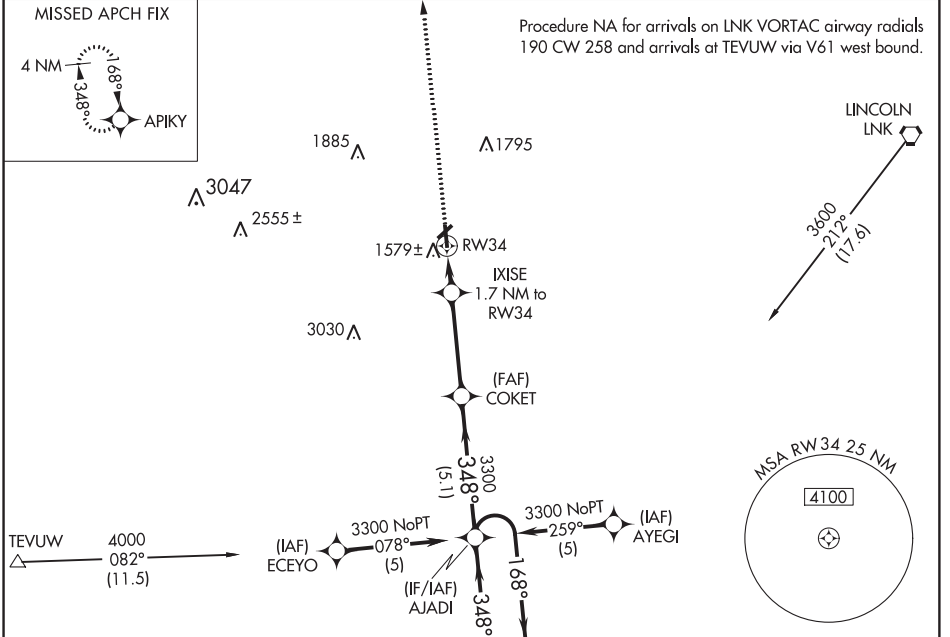 MISSED APCH FIX
4 NM
168°
348°
APIKY
Procedure NA for arrivals on LNK VORTAC airway radials
190 CW 258 and arrivals at TEVUW via V61 west bound.
LINCOLN
LNK
3600
212°
(17.6)
1885
1795
3047
2555 ±
1579±
RW34
IXISE
1.7 NM to
RW34
3030
(FAF)
COKET
3300
348°
(5.1)
MSA RW 34 25 NM
4100
TEVUW
4000
082°
(11.5)
(IAF)
ECEYO
3300 NoPT
078°
(5)
(IF/IAF)
AJADI
3300 NoPT
259°
(5)
(IAF)
AYEGI
168°
348°